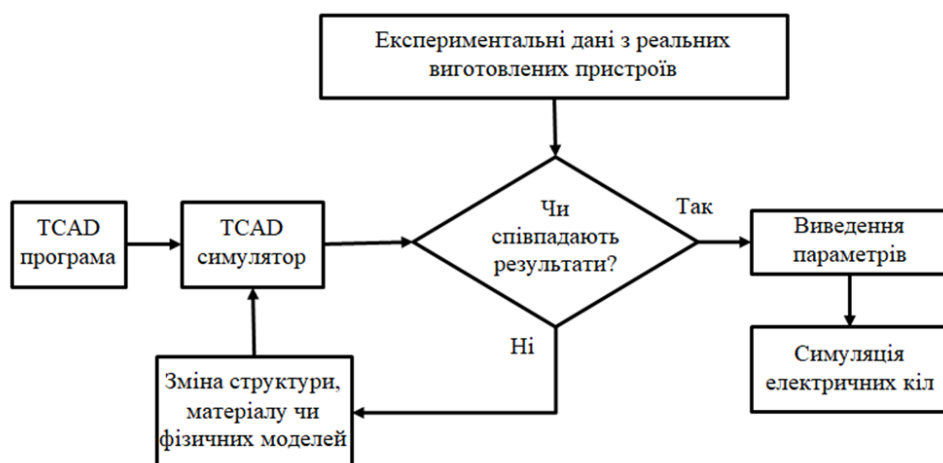 Експериментальні дані з реальних
виготовлених пристроїв
TCAD
програма
TCAD
симулятор
Чи
співпадають
результати?
Так
Виведення
параметрів
Ні
Симуляція
електричних кіл
Зміна структури,
матеріалу чи
фізичних моделей